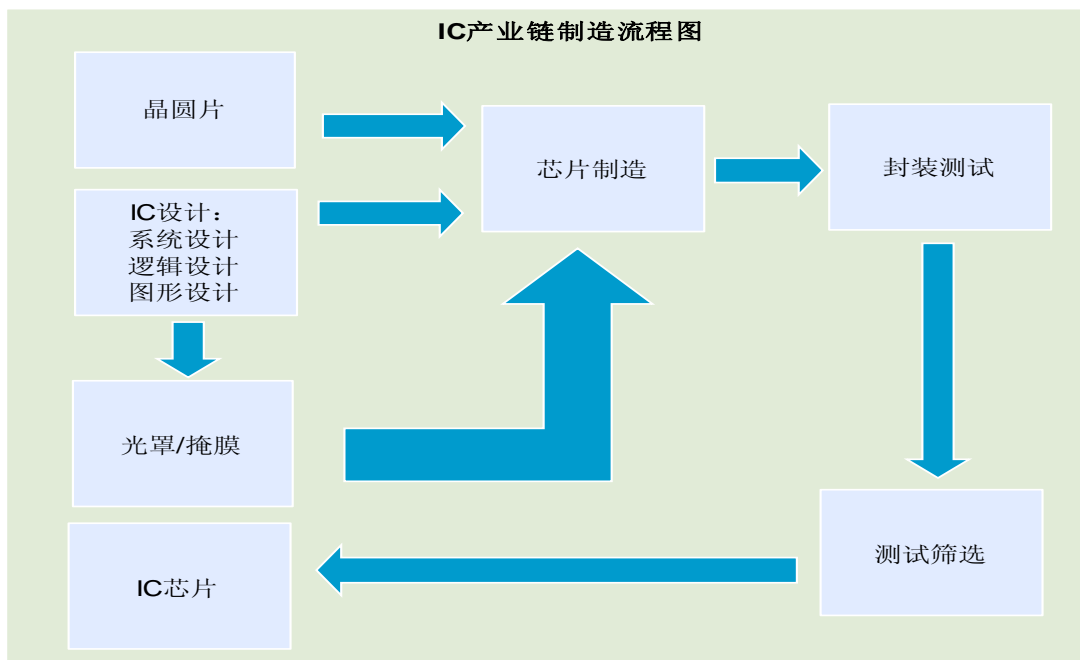 IC产业链制造流程图
晶圆片
IC设计：
系统设计
逻辑设计
图形设计
光罩/掩膜
IC芯片
芯片制造
封装测试
测试筛选